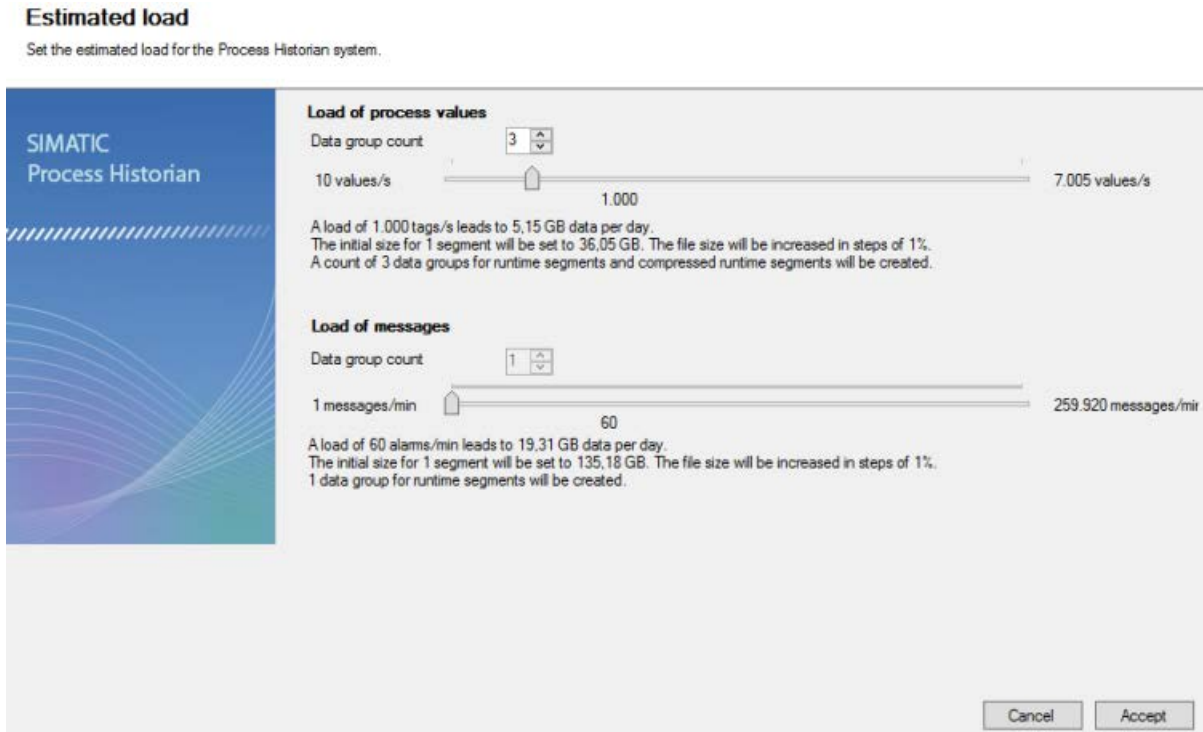 Estimated load
Set the estimated load for the Process Historian system.
SIMATIC
Process Historian
Load of process values
Data group count 3
10 values/s 7.005 values/s
1.000
A load of 1.000 tags/s leads to 5,15 GB data per day.
The initial size for 1 segment will be set to 36,05 GB. The file size will be increased in steps of 1%.
A count of 3 data groups for runtime segments and compressed runtime segments will be created.
Load of messages
Data group count 1
1 messages/min 259.920 messages/mir
60
A load of 60 alarms/min leads to 19,31 GB data per day.
The initial size for 1 segment will be set to 135,18 GB. The file size will be increased in steps of 1%.
1 data group for runtime segments will be created.
Cancel Accept